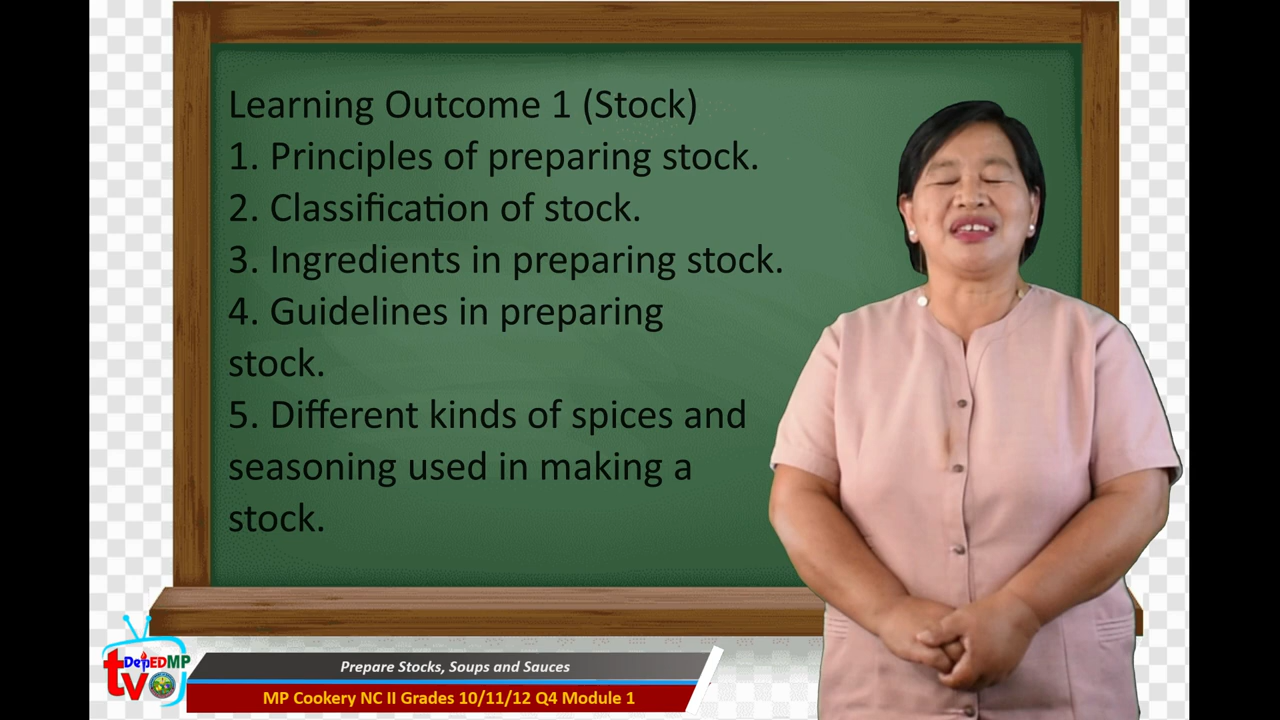 Learning Outcome 1 (Stock)
1. Principles of preparing stock.
2. Classification of stock.
3. Ingredients in preparing stock.
4. Guidelines in preparing
stock.
5. Different kinds of spices and
seasoning used in making a
stock.
DepEDMP
tvo
Prepare Stocks, Soups and Sauces
MP Cookery NC II Grades 10/11/12 Q4 Module 1